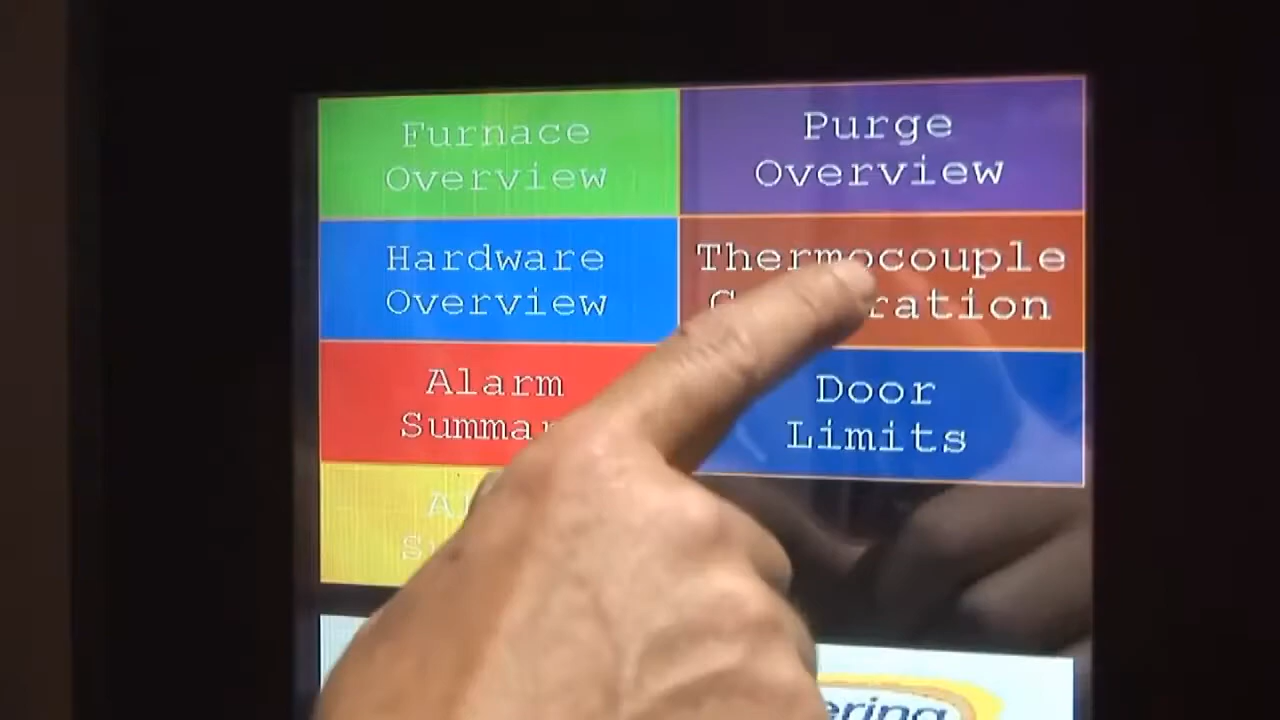 Furnace
Overview
Purge
Overview
Hardware
Overview
Thermocouple
Alarm
Door
Limits